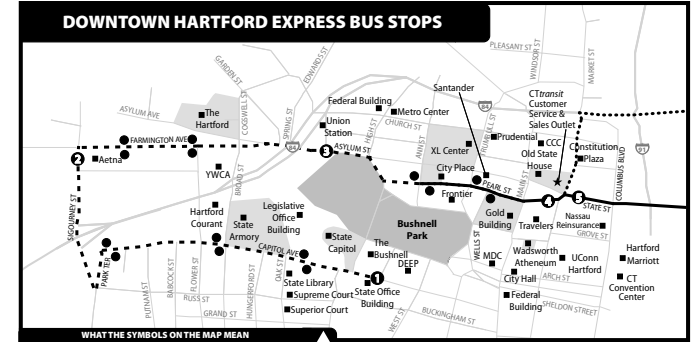 DOWNTOWN HARTFORD EXPRESS BUS STOPS
PLEASANT ST
WINDSOR ST
MARKET ST
GARDEN ST
EDWARDS ST
Santander
CTtransit
Customer
Service &
Sales Outlet
Federal Building
Metro Center
84
ASYLUM AVE
The
Hartford
COGSWELL ST
SPRING ST
Union
Station
HIGH ST
CHURCH ST
ANN ST
TRUMBULL ST
Prudential
CCC
Constitution
Plaza
91
FARMINGTON AVE
84
3
ASYLUM ST
XL Center
Old State
House
COLUMBUS BLVD
2
Aetna
YWCA
BROAD ST
City Place
PEARL ST
MAIN ST
Frontier
4
5
STATE ST
SIGOURNEY ST
Hartford
Courant
State
Armory
Legislative
Office
Building
Bushnell
Park
Gold
Building
Travelers
Nassau
Reinsurance
GROVE ST
State
Capitol
The
Bushnell
WELLS ST
PARK TER
CAPITOL AVE
DEEP
MDC
Wadsworth
Atheneum
UConn
Hartford
Hartford
Marriott
PUTNAM ST
BABCOCK ST
FLOWER ST
HUNGERFORD ST
OAK ST
1
State Library
State Office
Building
City Hall
ARCH ST
CT
Convention
Center
RUSS ST
Supreme Court
Federal
Building
SHELDON STREET
GRAND ST
Superior Court
WEST ST
BUCKINGHAM ST
WHAT THE SYMBOLS ON THE MAP MEAN